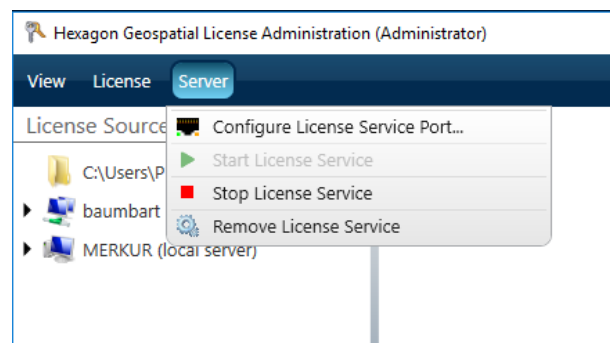 Hexagon Geospatial License Administration (Administrator)
View License Server
License Source
Configure License Service Port...
C:\Users\P
Start License Service
Stop License Service
baumbart
Remove License Service
MERKUR (local server)